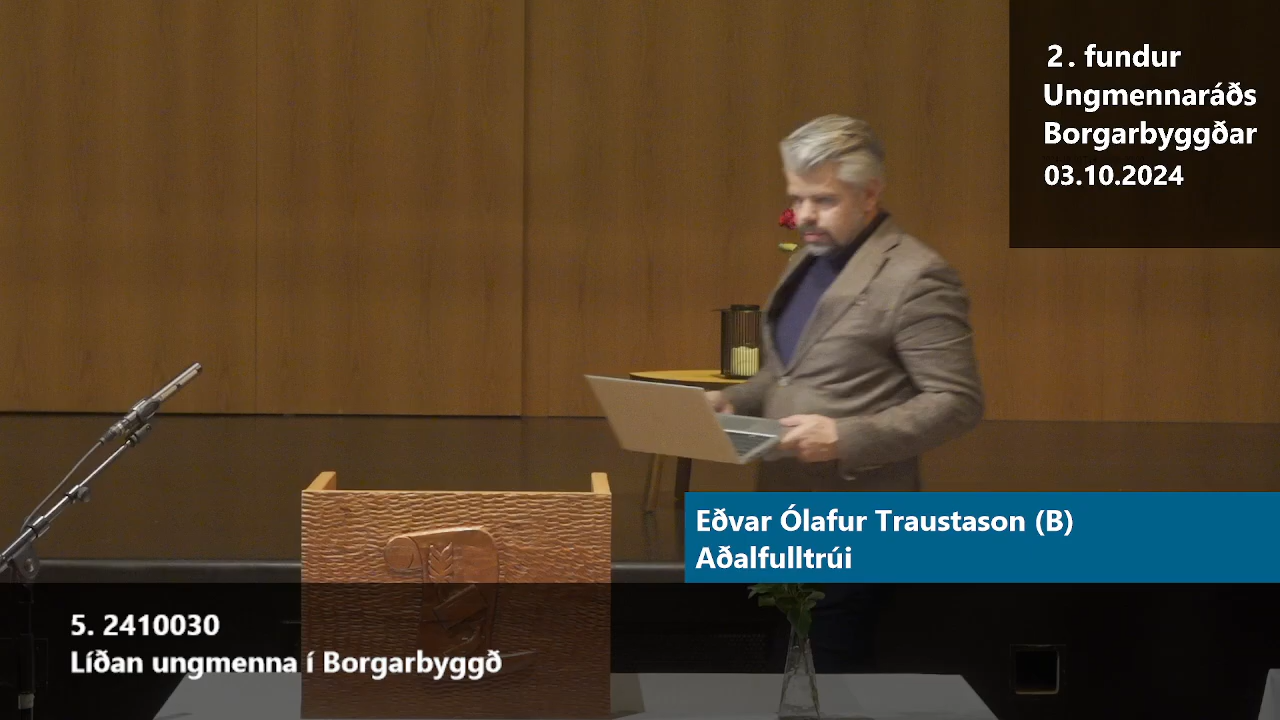 2. fundur
Ungmennaráðs
Borgarbyggðar
03.10.2024
Eðvar Ólafur Traustason (B)
Aðalfulltrúi
5. 2410030
Líðan ungmenna í Borgarbyggð